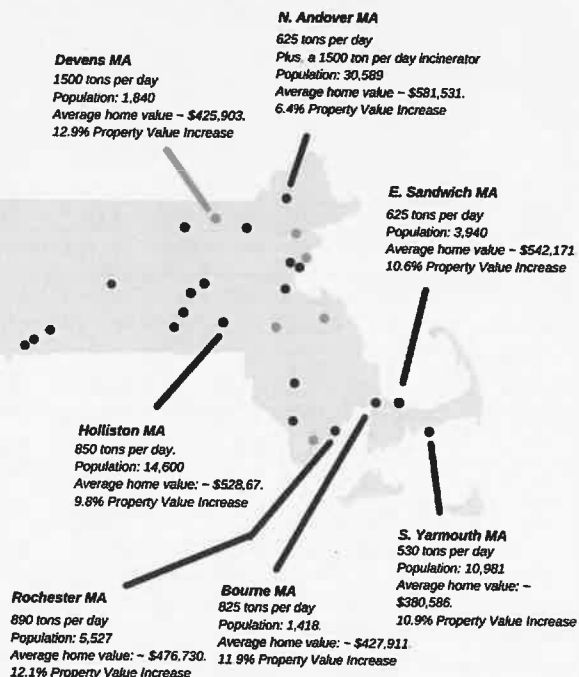 N. Andover MA
625 tons per day
Plus, a 1500 ton per day incinerator
Population: 30,589
Average home value ~ $581,531.
6.4% Property Value Increase
Devens MA
1500 tons per day
Population: 1,840
Average home value ~ $425,903.
12.9% Property Value Increase
E. Sandwich MA
625 tons per day
Population: 3,940
Average home value ~ $542,171
10.6% Property Value Increase
Holliston MA
850 tons per day.
Population: 14,600
Average home value: ~ $528,67.
9.8% Property Value Increase
S. Yarmouth MA
530 tons per day
Population: 10,981
Average home value: ~
$380,586.
10.9% Property Value Increase
Rochester MA
890 tons per day
Population: 5,527
Average home value: ~ $476,730.
12.1% Property Value Increase
Bourne MA
825 tons per day
Population: 1,418.
Average home value: ~ $427,911
11.9% Property Value Increase